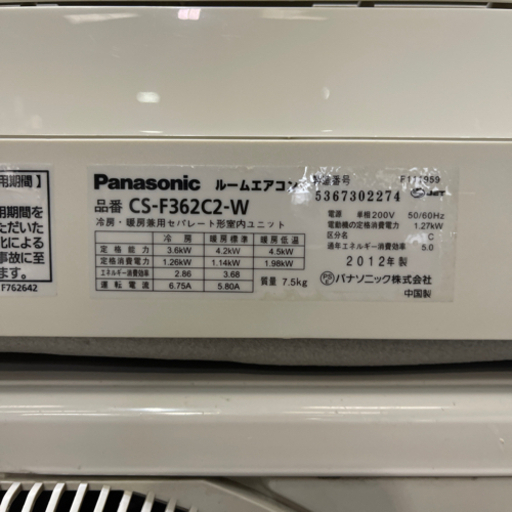 用期間】
用期間を
ただいた
化による
事故に至
ます。
F762642
Panasonic ルームエアコン
品番 CS-F362C2-W
冷房・暖房兼用セパレート形室内ユニット
冷房 暖房標準 暖房低温
定格能力 3.6kW 4.2kW 4.5kW
定格消費電力 1.26kW 1.14kW 1.98kW
エネルギー消費効率 2.86 3.68
運転電流 6.75A 5.80A
質量 7.5kg
番号
5367302274
JET
電源 単相200V 50/60Hz
電動機の定格消費電力 1.27kW
区分名 C
通年エネルギー消費効率 5.0
2012年製
PSE パナソニック株式会社
中国製